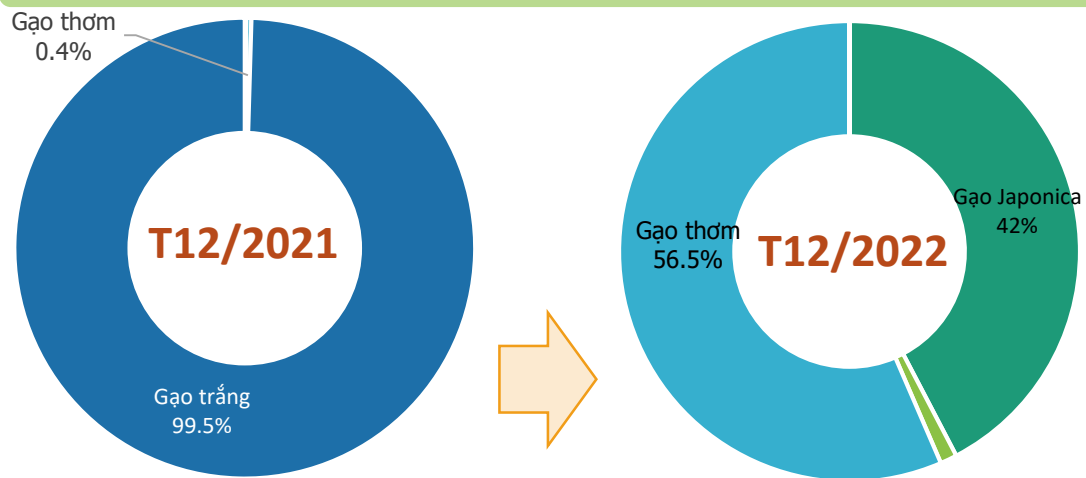 Gạo thơm
0.4%
T12/2021
Gạo trắng
99.5%
Gạo thơm
56.5%
T12/2022
Gạo Japonica
42%